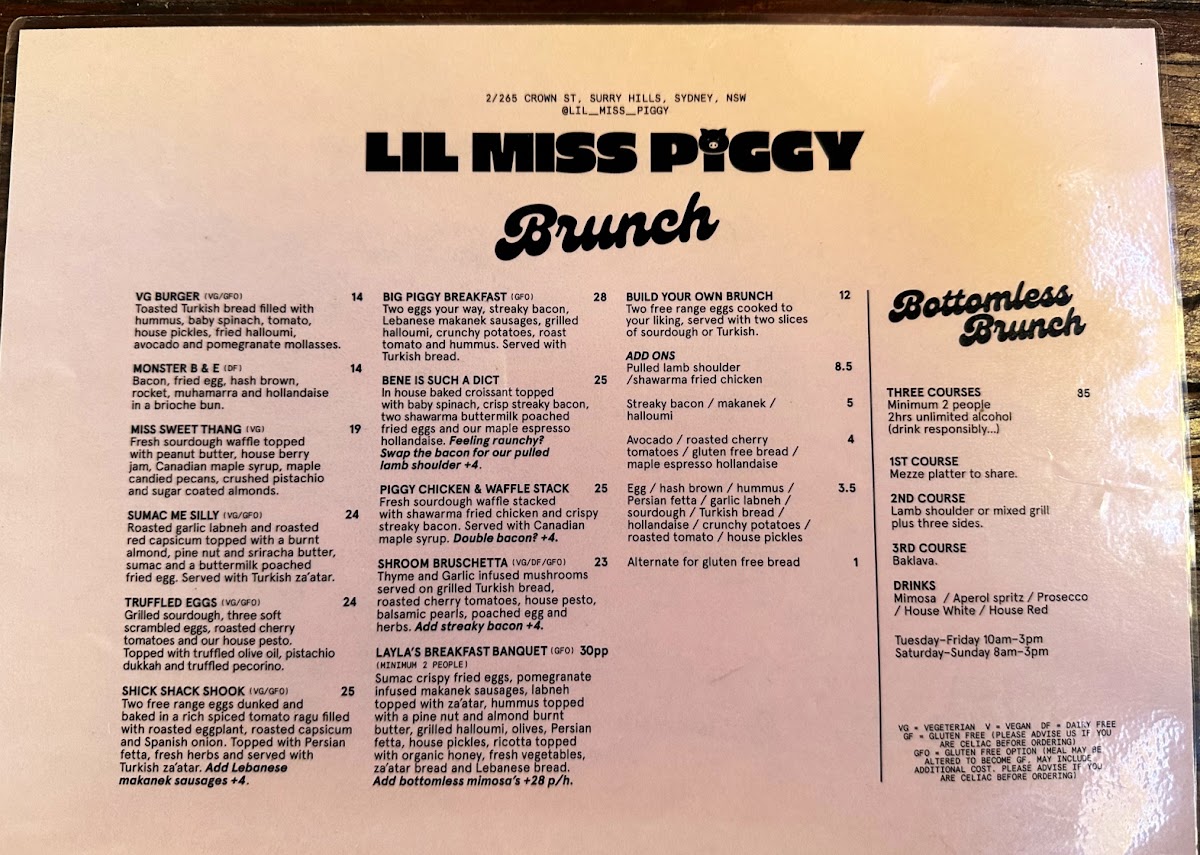 2/265 CROWN ST, SURRY HILLS, SYDNEY, NSW
@LIL_MISS_PIGGY
LIL MISS PIGGY
Brunch
VG BURGER (VG/GFO) 14
Toasted Turkish bread filled with
hummus, baby spinach, tomato,
house pickles, fried halloumi,
avocado and pomegranate mollasses.
MONSTER B & E (DF) 14
Bacon, fried egg, hash brown,
rocket, muhamarra and hollandaise
in a brioche bun.
MISS SWEET THANG (VG) 19
Fresh sourdough waffle topped
with peanut butter, house berry
jam, Canadian maple syrup, maple
candied pecans, crushed pistachio
and sugar coated almonds.
SUMAC ME SILLY (VG/GFO) 24
Roasted garlic labneh and roasted
red capsicum topped with a burnt
almond, pine nut and sriracha butter,
sumac and a buttermilk poached
fried egg. Served with Turkish za'atar.
TRUFFLED EGGS (VG/GFO) 24
Grilled sourdough, three soft
scrambled eggs, roasted cherry
tomatoes and our house pesto.
Topped with truffled olive oil, pistachio
dukkah and truffled pecorino.
SHICK SHACK SHOOK (VG/GFO) 25
Two free range eggs dunked and
baked in a rich spiced tomato ragu filled
with roasted eggplant, roasted capsicum
and Spanish onion. Topped with Persian
fetta, fresh herbs and served with
Turkish za'atar. Add Lebanese
makanek sausages +4.
BIG PIGGY BREAKFAST (GFO) 28
Two eggs your way, streaky bacon,
Lebanese makanek sausages, grilled
halloumi, crunchy potatoes, roast
tomato and hummus. Served with
Turkish bread.
BENE IS SUCH A DICT 25
In house baked croissant topped
with baby spinach, crisp streaky bacon,
two shawarma buttermilk poached
fried eggs and our maple espresso
hollandaise. Feeling raunchy?
Swap the bacon for our pulled
lamb shoulder +4.
PIGGY CHICKEN & WAFFLE STACK 25
Fresh sourdough waffle stacked
with shawarma fried chicken and crispy
streaky bacon. Served with Canadian
maple syrup. Double bacon? +4.
SHROOM BRUSCHETTA (VG/DF/GFO) 23
Thyme and Garlic infused mushrooms
served on grilled Turkish bread,
roasted cherry tomatoes, house pesto,
balsamic pearls, poached egg and
herbs. Add streaky bacon +4.
LAYLA'S BREAKFAST BANQUET (GFO) 30pp
(MINIMUM 2 PEOPLE)
Sumac crispy fried eggs, pomegranate
infused makanek sausages, labneh
topped with za'atar, hummus topped
with a pine nut and almond burnt
butter, grilled halloumi, olives, Persian
fetta, house pickles, ricotta topped
with organic honey, fresh vegetables,
za'atar bread and Lebanese bread.
Add bottomless mimosa's +28 p/h.
BUILD YOUR OWN BRUNCH 12
Two free range eggs cooked to
your liking, served with two slices
of sourdough or Turkish.
ADD ONS
Pulled lamb shoulder 8.5
/shawarma fried chicken
Streaky bacon / makanek / 5
halloumi
Avocado / roasted cherry 4
tomatoes / gluten free bread /
maple espresso hollandaise
Egg / hash brown / hummus / 3.5
Persian fetta / garlic labneh /
sourdough / Turkish bread /
hollandaise / crunchy potatoes /
roasted tomato / house pickles
Alternate for gluten free bread 1
Bottomless
Brunch
THREE COURSES 85
Minimum 2 people
2hrs unlimited alcohol
(drink responsibly...)
1ST COURSE
Mezze platter to share.
2ND COURSE
Lamb shoulder or mixed grill
plus three sides.
3RD COURSE
Baklava.
DRINKS
Mimosa / Aperol spritz / Prosecco
/ House White / House Red
Tuesday–Friday 10am–3pm
Saturday–Sunday 8am–3pm
VG = VEGETERIAN V = VEGAN DF = DAIRY FREE
GF = GLUTEN FREE (PLEASE ADVISE US IF YOU
ARE CELIAC BEFORE ORDERING)
GFO = GLUTEN FREE OPTION (MEAL MAY BE
ALTERED TO BECOME GF, MAY INCLUDE
ADDITIONAL COST. PLEASE ADVISE IF YOU
ARE CELIAC BEFORE ORDERING)